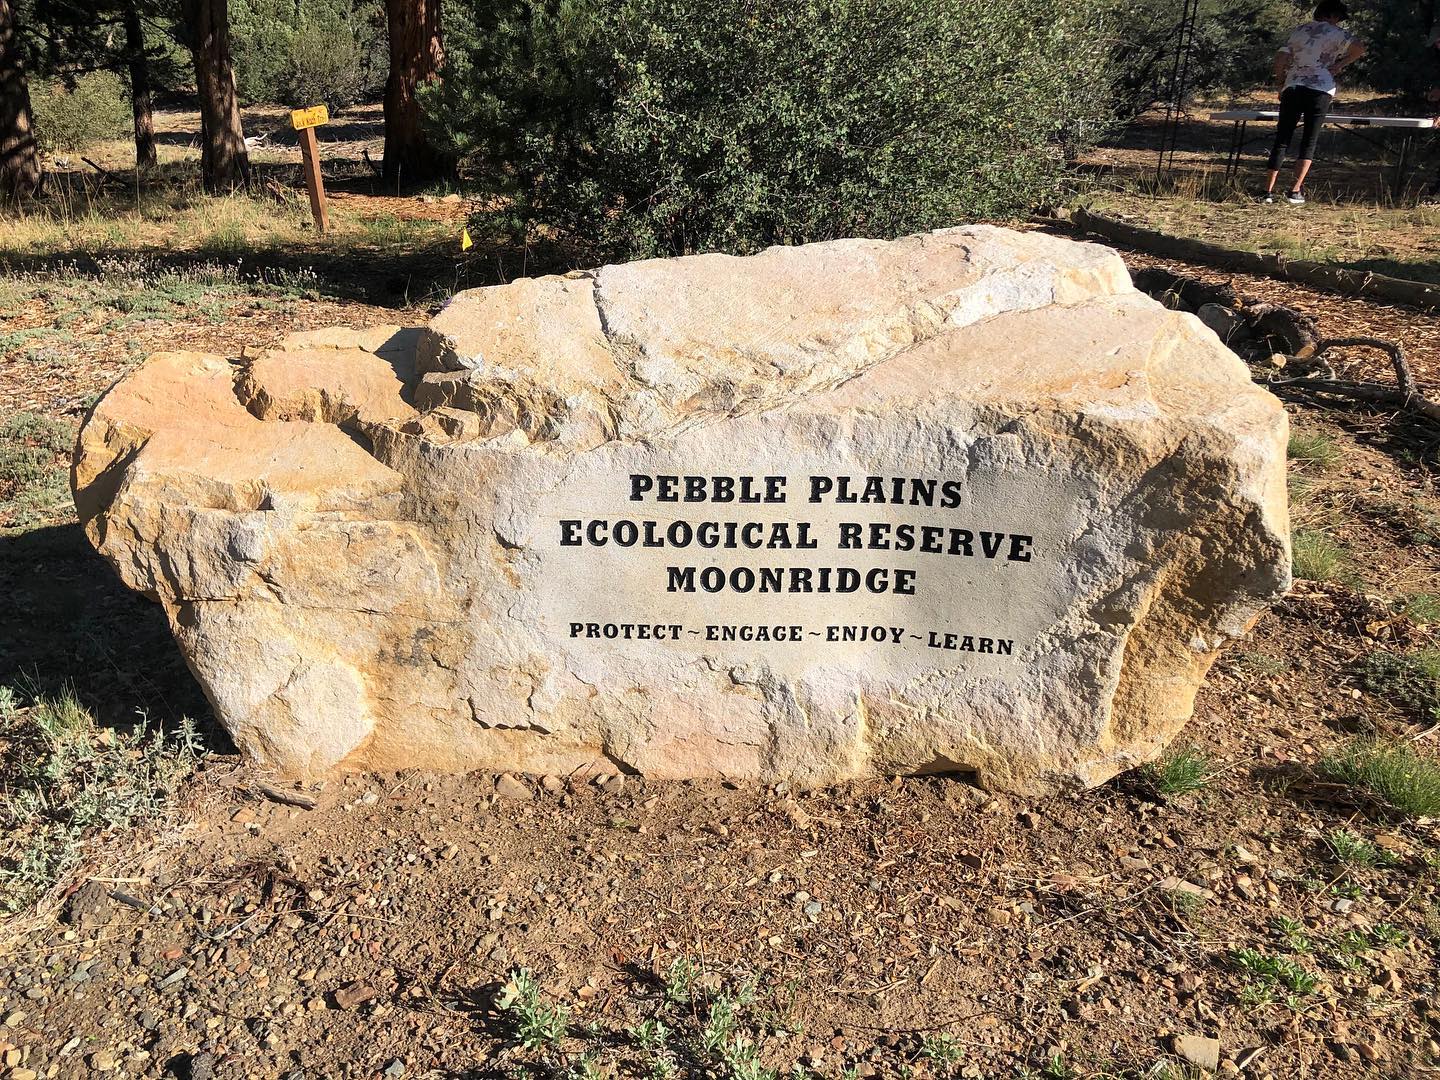 PEBBLE PLAINS
ECOLOGICAL RESERVE
MOONRIDGE
PROTECT~ENGAGE~ENJOY~LEARN